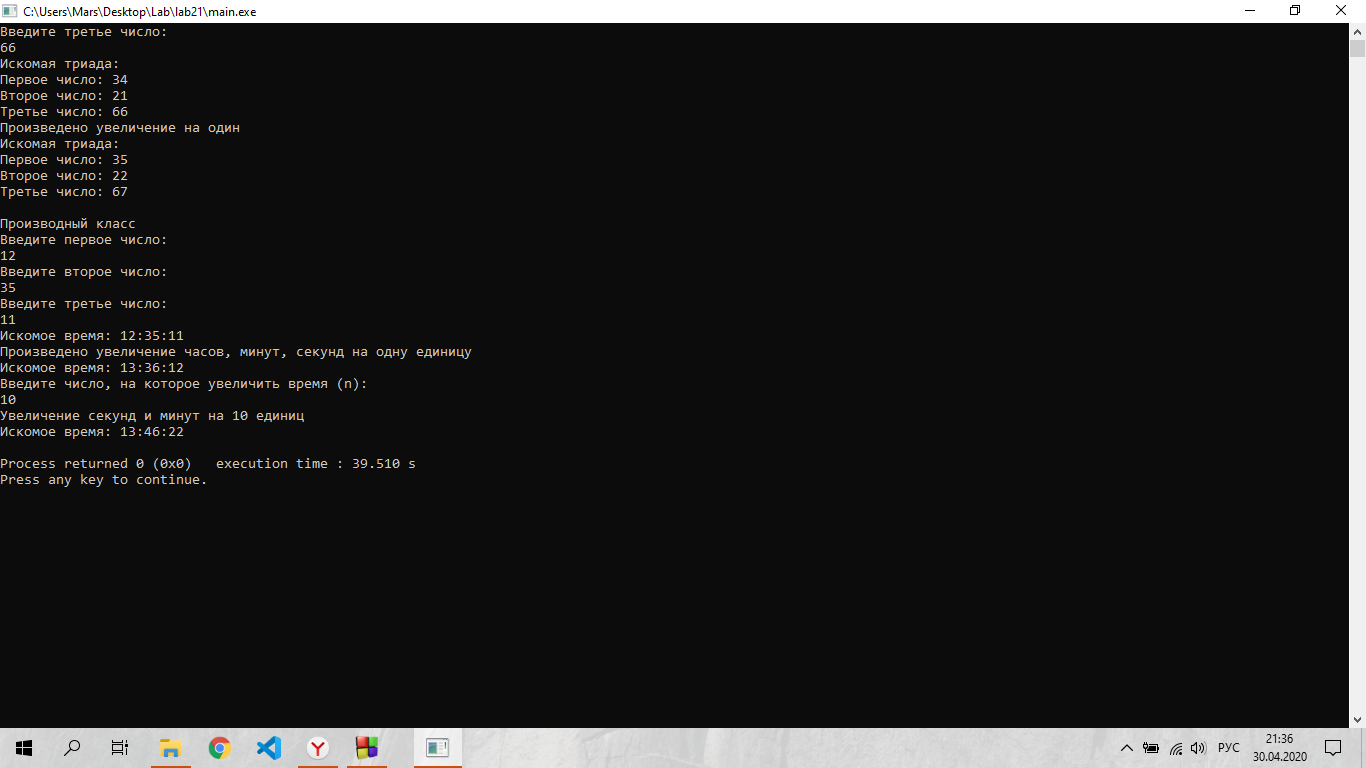 C:\Users\Mars\Desktop\Lab\lab21\main.exe
Введите третье число:
66
Искомая триада:
Первое число: 34
Второе число: 21
Третье число: 66
Произведено увеличение на один
Искомая триада:
Первое число: 35
Второе число: 22
Третье число: 67
Производный класс
Введите первое число:
12
Введите второе число:
35
Введите третье число:
11
Искомое время: 12:35:11
Произведено увеличение часов, минут, секунд на одну единицу
Искомое время: 13:36:12
Введите число, на которое увеличить время (n):
10
Увеличение секунд и минут на 10 единиц
Искомое время: 13:46:22
Process returned 0 (0x0)   execution time : 39.510 s
Press any key to continue.
РУС
21:36
30.04.2020